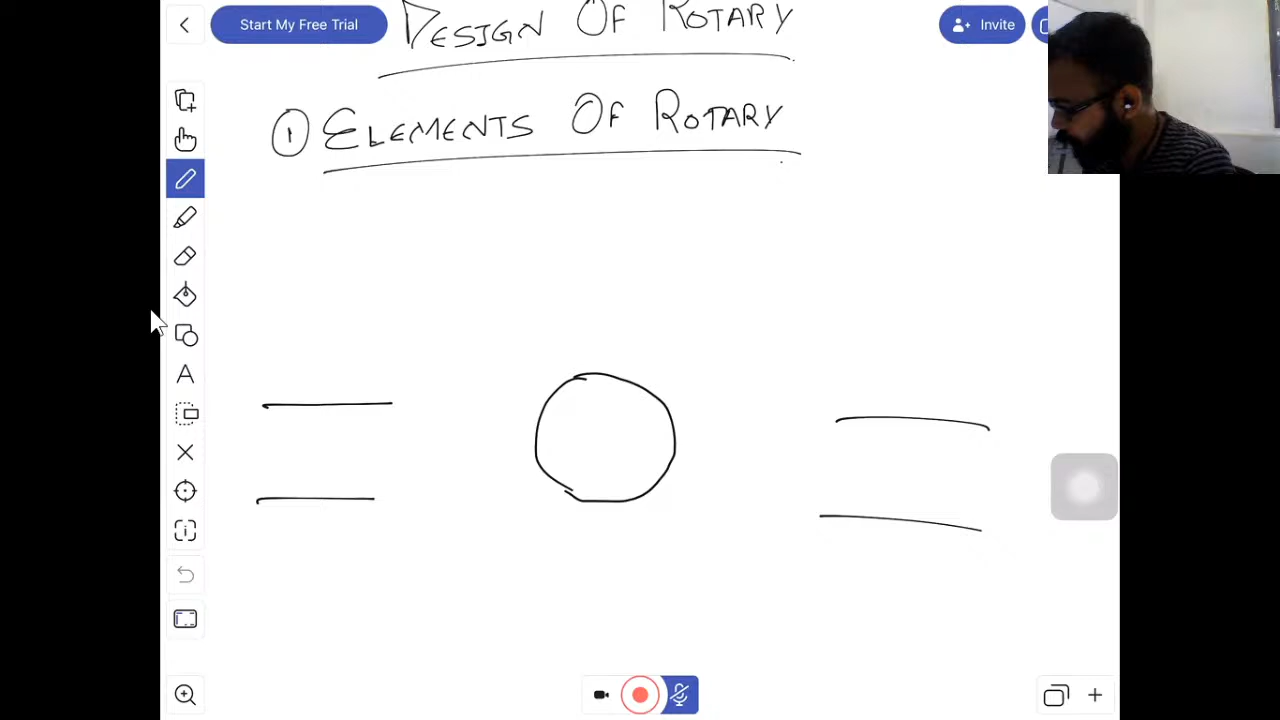 Start My Free Trial
DESIGN OF ROTARY
Invite
① ELEMENTS OF ROTARY
A